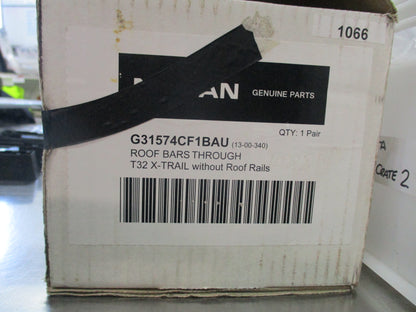 1066
GENUINE PARTS
QTY: 1 Pair
G31574CF1BAU (13-00-340)
ROOF BARS THROUGH
T32 X-TRAIL without Roof Rails
CRATE 2